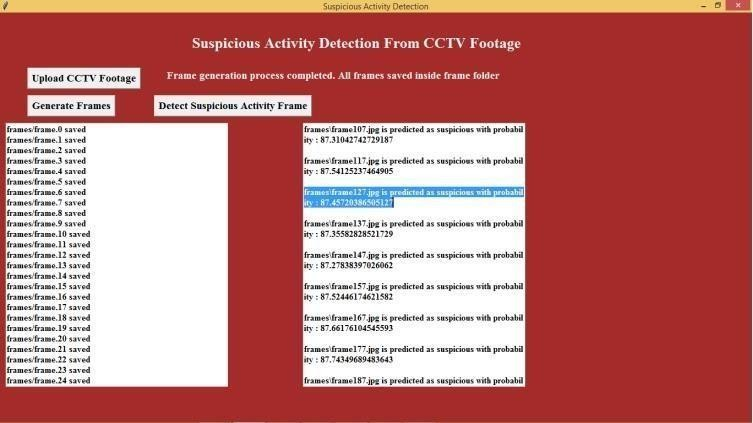 Suspicious Activity Detection
Suspicious Activity Detection From CCTV Footage
Upload CCTV Footage
Frame generation process completed. All frames saved inside frame folder
Generate Frames
Detect Suspicious Activity Frame
frames/frame.0 saved
frames/frame.1 saved
frames/frame.2 saved
frames/frame.3 saved
frames/frame.4 saved
frames/frame.5 saved
frames/frame.6 saved
frames/frame.7 saved
frames/frame.8 saved
frames/frame.9 saved
frames/frame.10 saved
frames/frame.11 saved
frames/frame.12 saved
frames/frame.13 saved
frames/frame.14 saved
frames/frame.15 saved
frames/frame.16 saved
frames/frame.17 saved
frames/frame.18 saved
frames/frame.19 saved
frames/frame.20 saved
frames/frame.21 saved
frames/frame.22 saved
frames/frame.23 saved
frames/frame.24 saved
frames\frame107.jpg is predicted as suspicious with probabil
ity : 87.31042742729187
frames\frame117.jpg is predicted as suspicious with probabil
ity : 87.54125237464905
frames\frame127.jpg is predicted as suspicious with probabil
ity : 87.45720386505127
frames\frame137.jpg is predicted as suspicious with probabil
ity : 87.35582828521729
frames\frame147.jpg is predicted as suspicious with probabil
ity : 87.27838397026062
frames\frame157.jpg is predicted as suspicious with probabil
ity : 87.52446174621582
frames\frame167.jpg is predicted as suspicious with probabil
ity : 87.66176104545593
frames\frame177.jpg is predicted as suspicious with probabil
ity : 87.74349689483643
frames\frame187.jpg is predicted as suspicious with probabil